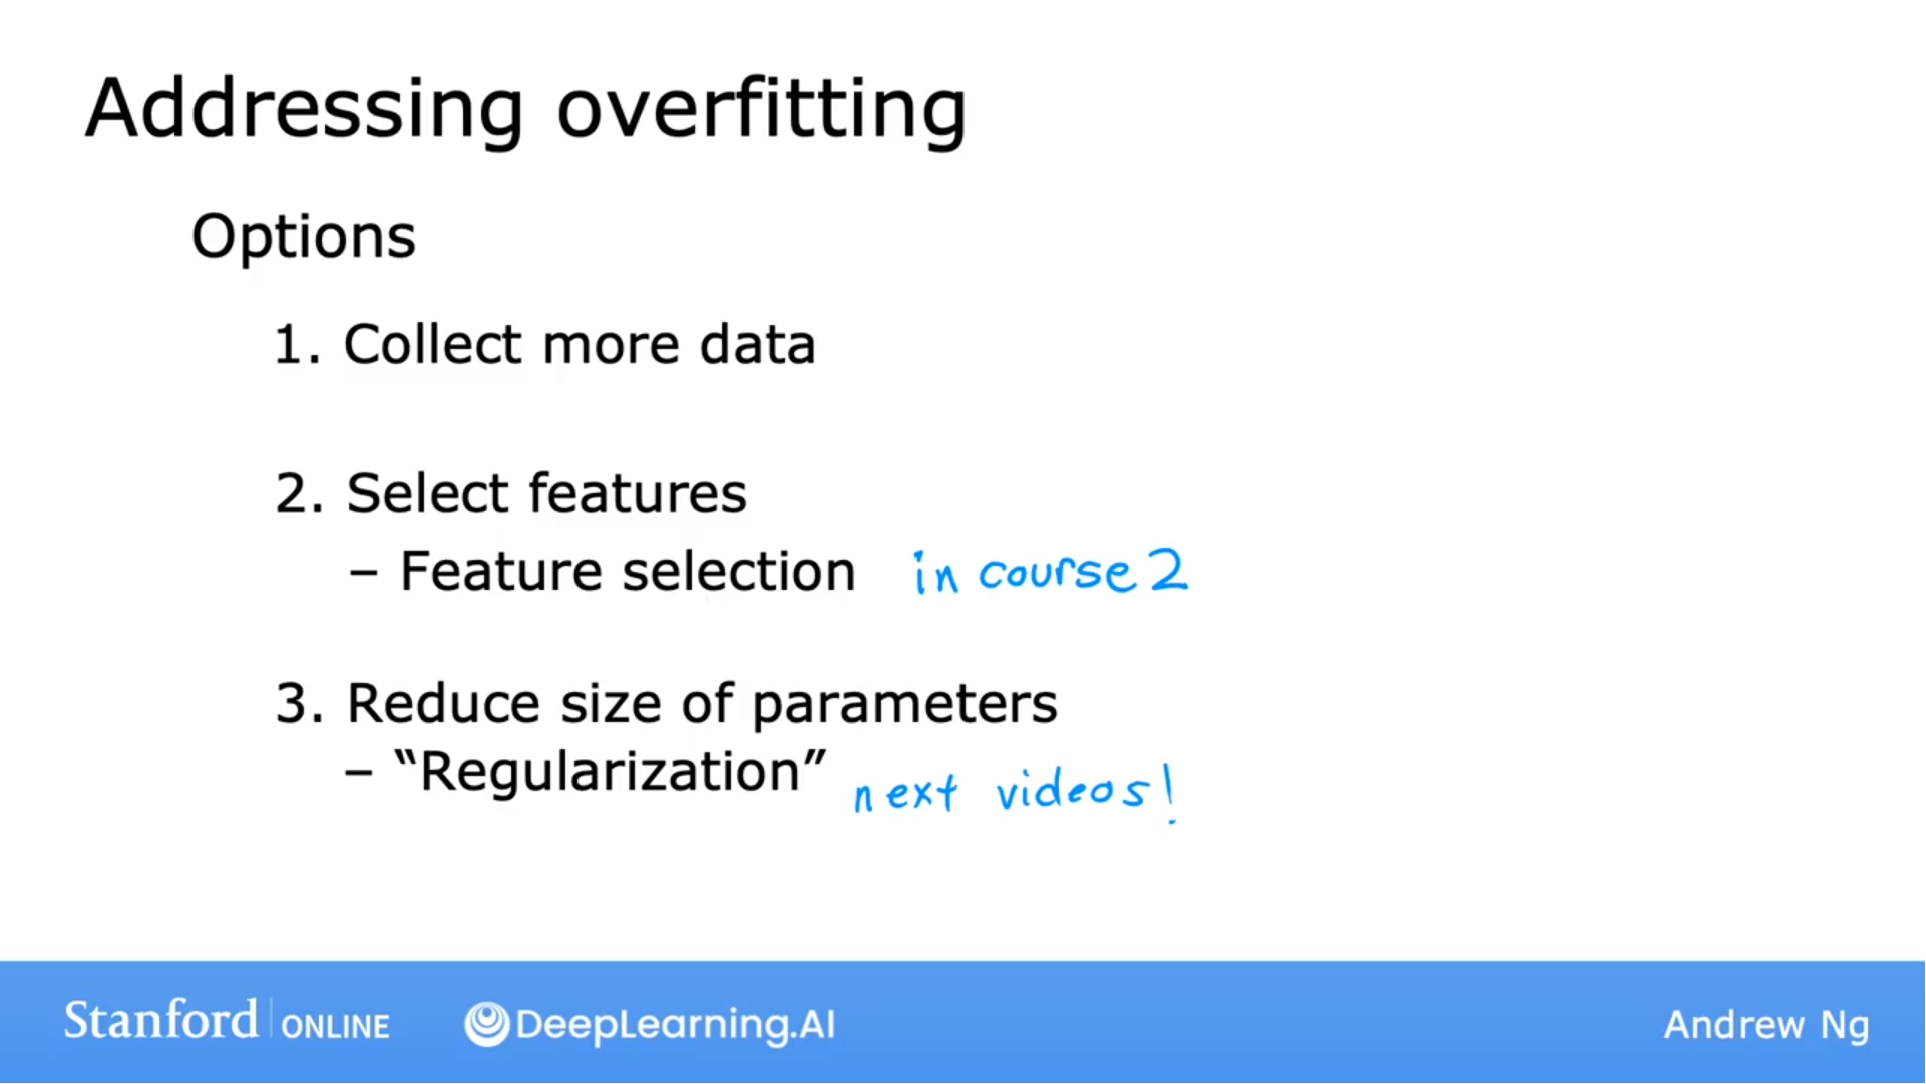 Addressing overfitting
Options
1. Collect more data
2. Select features
– Feature selection in course 2
3. Reduce size of parameters
– “Regularization” next videos!
Stanford | ONLINE DeepLearning.AI Andrew Ng